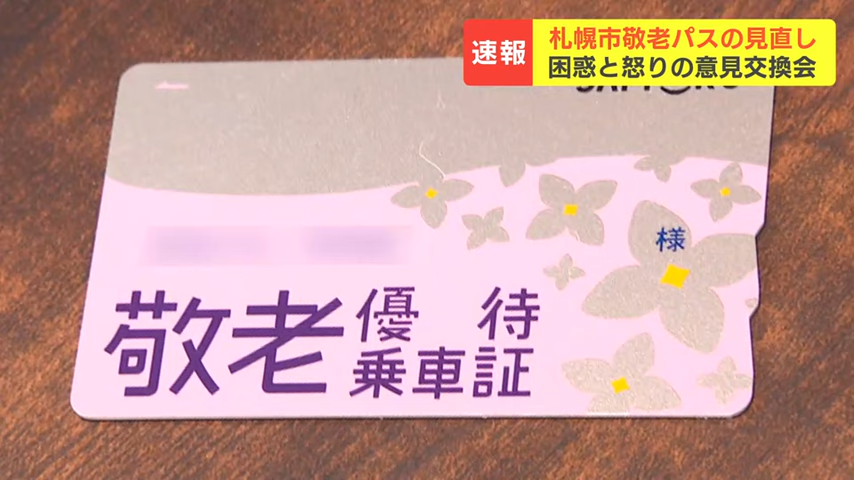 速報
札幌市敬老パスの見直し
困惑と怒りの意見交換会
様
敬老優待
乗車証